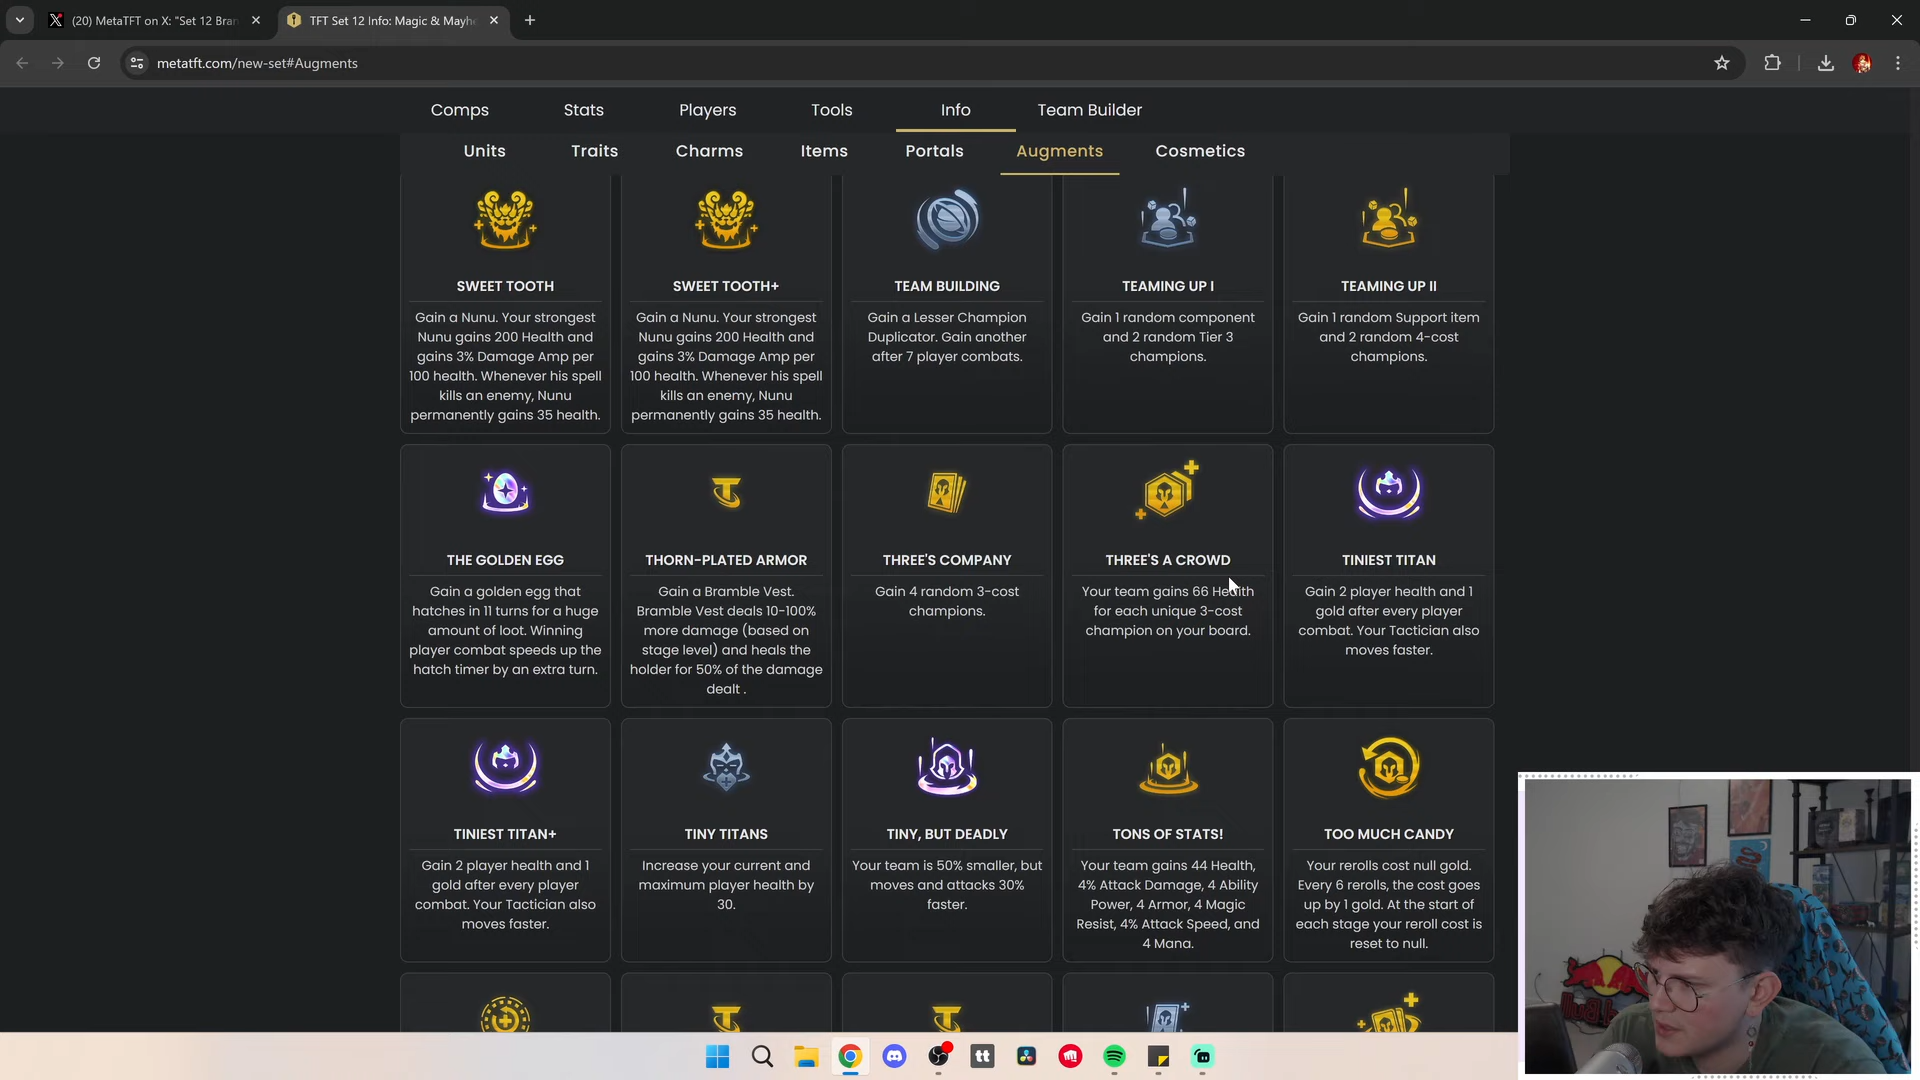 (20) MetaTFT on X: "Set 12 Bran
TFT Set 12 Info: Magic & Mayhe
metatft.com/new-set#Augments
Comps
Stats
Players
Tools
Info
Team Builder
Units
Traits
Charms
Items
Portals
Augments
Cosmetics
SWEET TOOTH
Gain a Nunu. Your strongest
Nunu gains 200 Health and
gains 3% Damage Amp per
100 health. Whenever his spell
kills an enemy, Nunu
permanently gains 35 health.
SWEET TOOTH+
Gain a Nunu. Your strongest
Nunu gains 200 Health and
gains 3% Damage Amp per
100 health. Whenever his spell
kills an enemy, Nunu
permanently gains 35 health.
TEAM BUILDING
Gain a Lesser Champion
Duplicator. Gain another
after 7 player combats.
TEAMING UP I
Gain 1 random component
and 2 random Tier 3
champions.
TEAMING UP II
Gain 1 random Support item
and 2 random 4-cost
champions.
THE GOLDEN EGG
Gain a golden egg that
hatches in 11 turns for a huge
amount of loot. Winning
player combat speeds up the
hatch timer by an extra turn.
THORN-PLATED ARMOR
Gain a Bramble Vest.
Bramble Vest deals 10-100%
more damage (based on
stage level) and heals the
holder for 50% of the damage
dealt .
THREE'S COMPANY
Gain 4 random 3-cost
champions.
THREE'S A CROWD
Your team gains 66 Health
for each unique 3-cost
champion on your board.
TINIEST TITAN
Gain 2 player health and 1
gold after every player
combat. Your Tactician also
moves faster.
TINIEST TITAN+
Gain 2 player health and 1
gold after every player
combat. Your Tactician also
moves faster.
TINY TITANS
Increase your current and
maximum player health by
30.
TINY, BUT DEADLY
Your team is 50% smaller, but
moves and attacks 30%
faster.
TONS OF STATS!
Your team gains 44 Health,
4% Attack Damage, 4 Ability
Power, 4 Armor, 4 Magic
Resist, 4% Attack Speed, and
4 Mana.
TOO MUCH CANDY
Your rerolls cost null gold.
Every 6 rerolls, the cost goes
up by 1 gold. At the start of
each stage your reroll cost is
reset to null.
tt